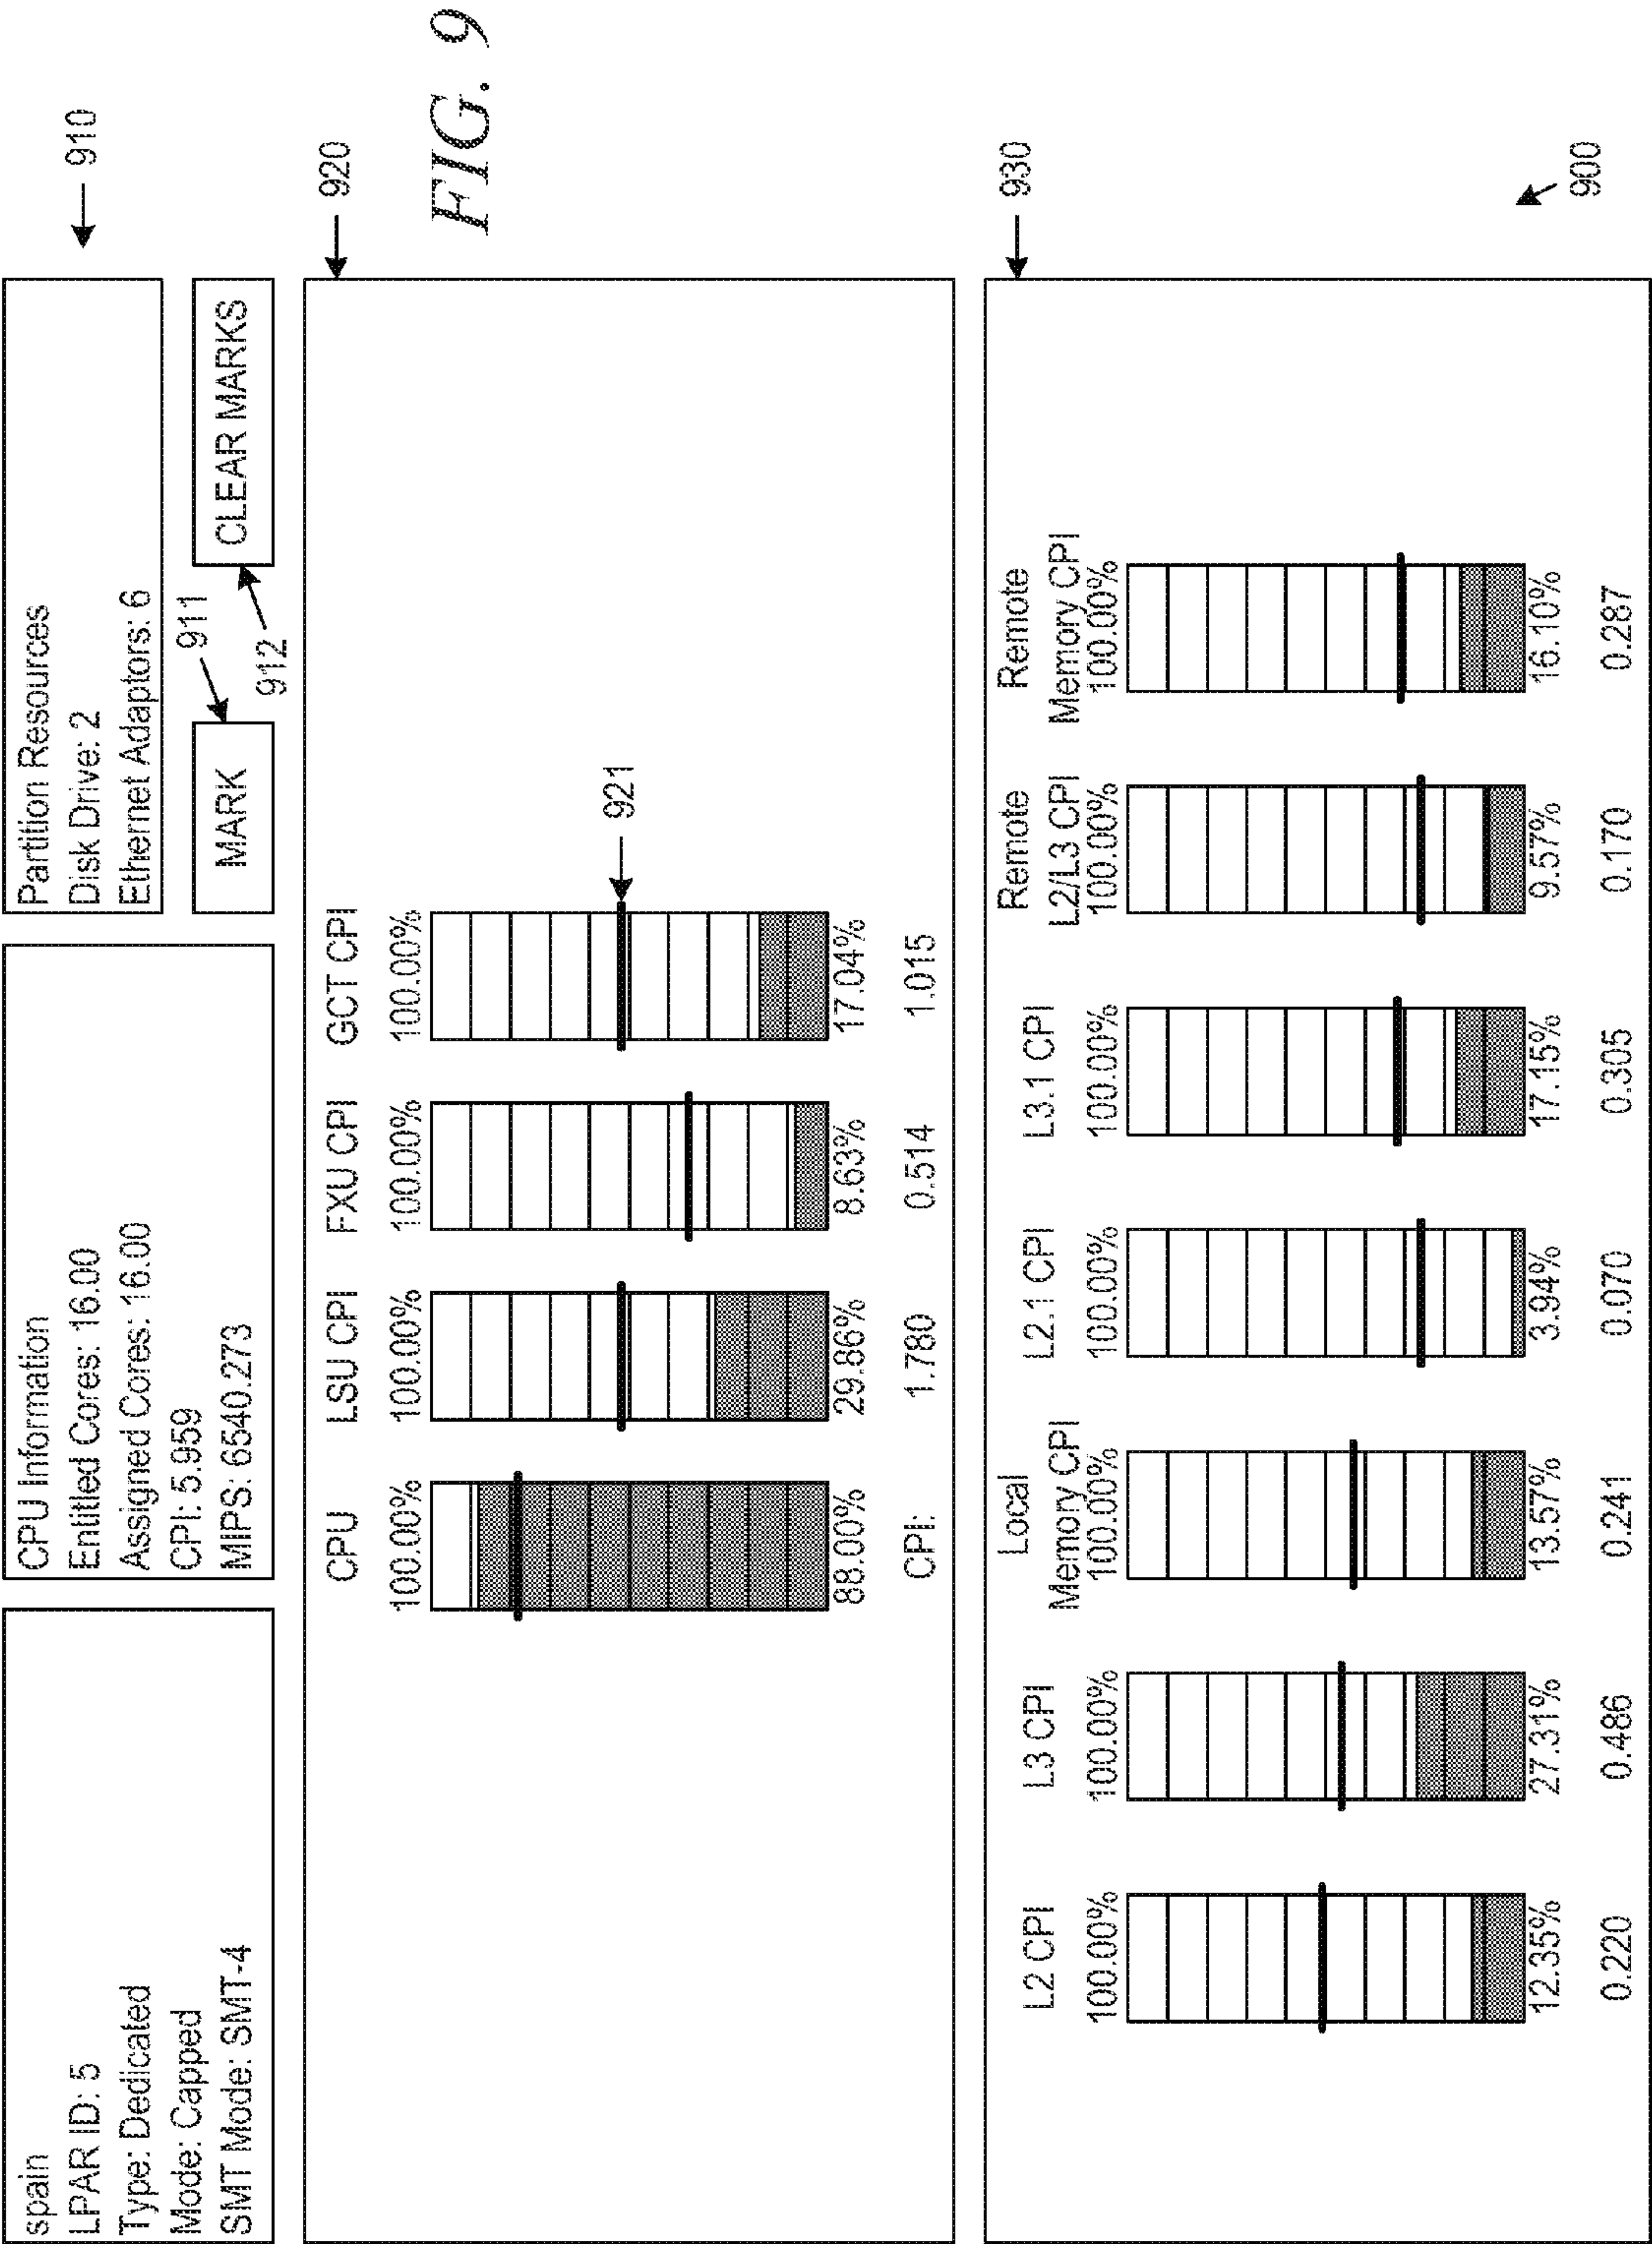 spain
LPAR ID: 5
Type: Dedicated
Mode: Capped
SMT Mode: SMT-4
CPU Information
Entitled Cores: 16.00
Assigned Cores: 16.00
CPI: 5.959
MIPS: 6540.273
Partition Resources
Disk Drive: 2
Ethernet Adaptors: 6
910
MARK
911
912
CLEAR MARKS
920
CPU LSU CPI FXU CPI GCT CPI
100.00% 100.00% 100.00% 100.00%
921
88.00% 29.86% 8.63% 17.04%
CPI: 1.780 0.514 1.015
FIG. 9
930
L2 CPI L3 CPI Local Memory CPI L2.1 CPI L3.1 CPI Remote L2/L3 CPI Remote Memory CPI
100.00% 100.00% 100.00% 100.00% 100.00% 100.00% 100.00%
12.35% 27.31% 13.57% 3.94% 17.15% 9.57% 16.10%
0.220 0.486 0.241 0.070 0.305 0.170 0.287
900